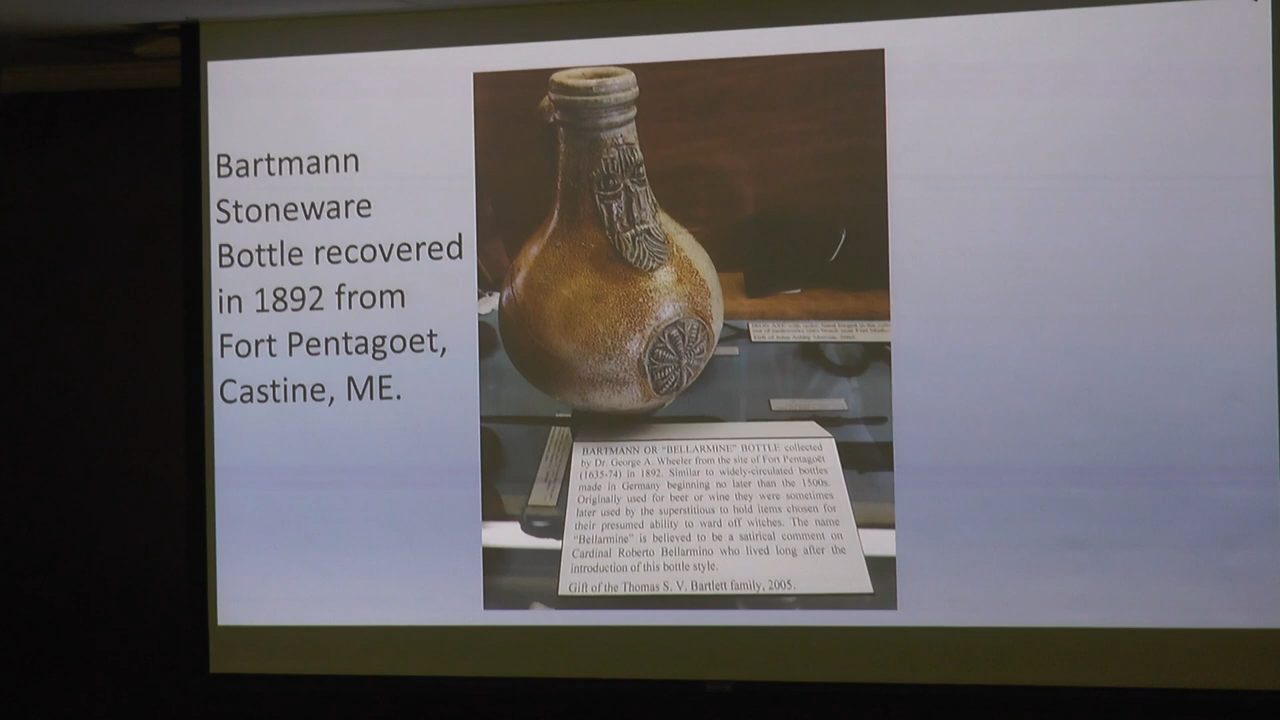 Bartmann
Stoneware
Bottle recovered
in 1892 from
Fort Pentagoet,
Castine, ME.
BARTMANN OR "BELLARMINE" BOTTLE collected
by Dr. George A. Wheeler from the site of Fort Pentagoët
(1635-74) in 1892. Similar to widely-circulated bottles
made in Germany beginning no later than the 1500s.
Originally used for beer or wine they were sometimes
later used by the superstitious to hold items chosen for
their presumed ability to ward off witches. The name
"Bellarmine" is believed to be a satirical comment on
Cardinal Roberto Bellarmino who lived long after the
introduction of this bottle style.
Gift of the Thomas S. V. Bartlett family, 2005.